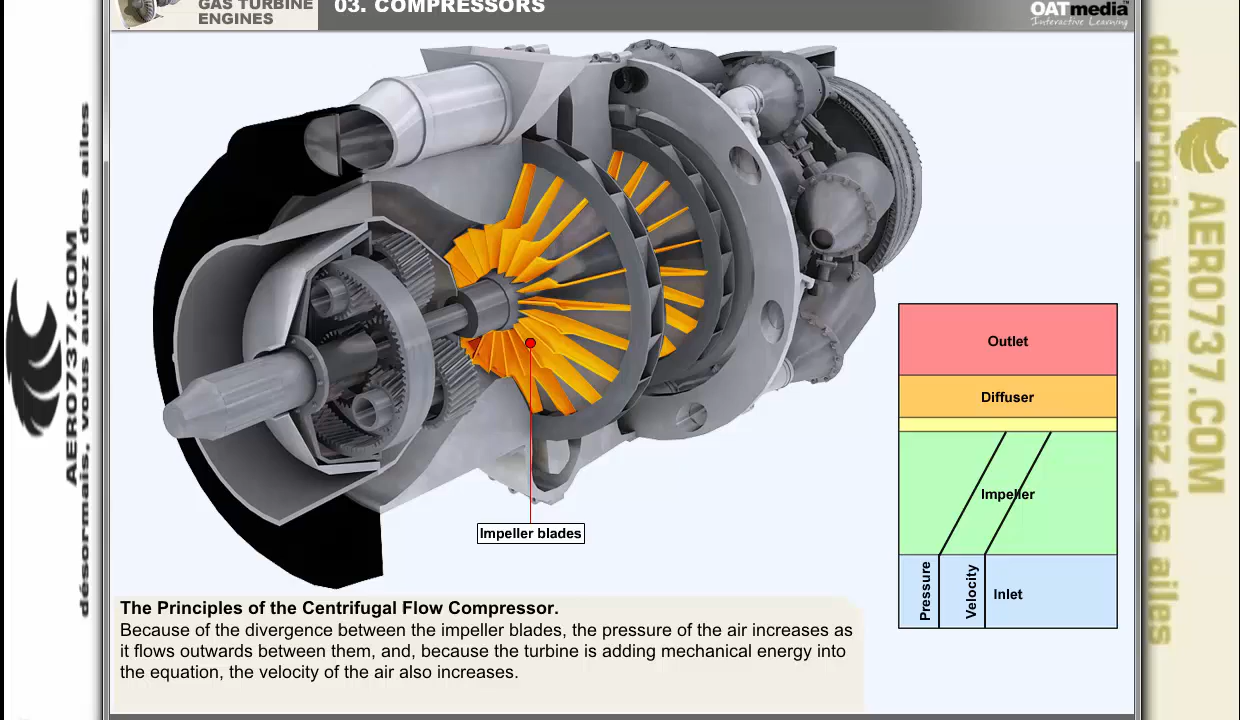 GAS TURBINE
ENGINES
03. COMPRESSORS
OATmedia
Interactive Learning
AERO737.COM
désormais, vous aurez des ailes
Impeller blades
Outlet
Diffuser
Impeller
Pressure
Velocity
Inlet
The Principles of the Centrifugal Flow Compressor.
Because of the divergence between the impeller blades, the pressure of the air increases as
it flows outwards between them, and, because the turbine is adding mechanical energy into
the equation, the velocity of the air also increases.
désormais, vous aurez des ailes
AERO737.COM